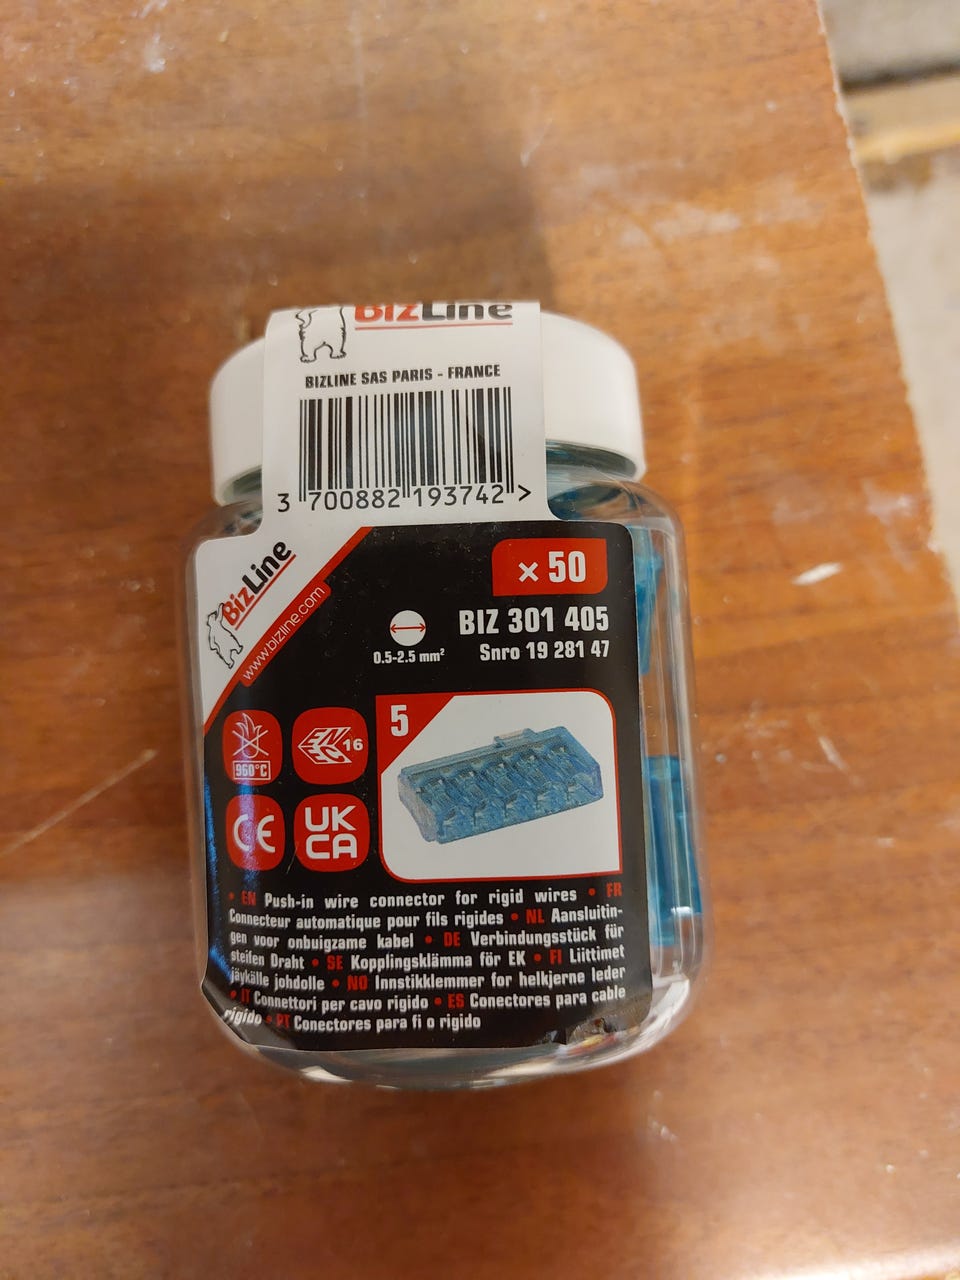 BizLine
BIZLINE SAS PARIS - FRANCE
3 700882 193742 >
BizLine
www.bizline.com
× 50
BIZ 301 405
0.5-2.5 mm²
Snro 19 281 47
5
960°C
ENEC 16
CE
UK
CA
• EN Push-in wire connector for rigid wires • FR
Connecteur automatique pour fils rigides • NL Aansluitin-
gen voor onbuigzame kabel • DE Verbindungsstück für
steifen Draht • SE Kopplingsklämma för EK • FI Liittimet
jäykälle johdolle • NO Innstikklemmer for helkjerne leder
• IT Connettori per cavo rigido • ES Conectores para cable
rigido • PT Conectores para fi o rigido